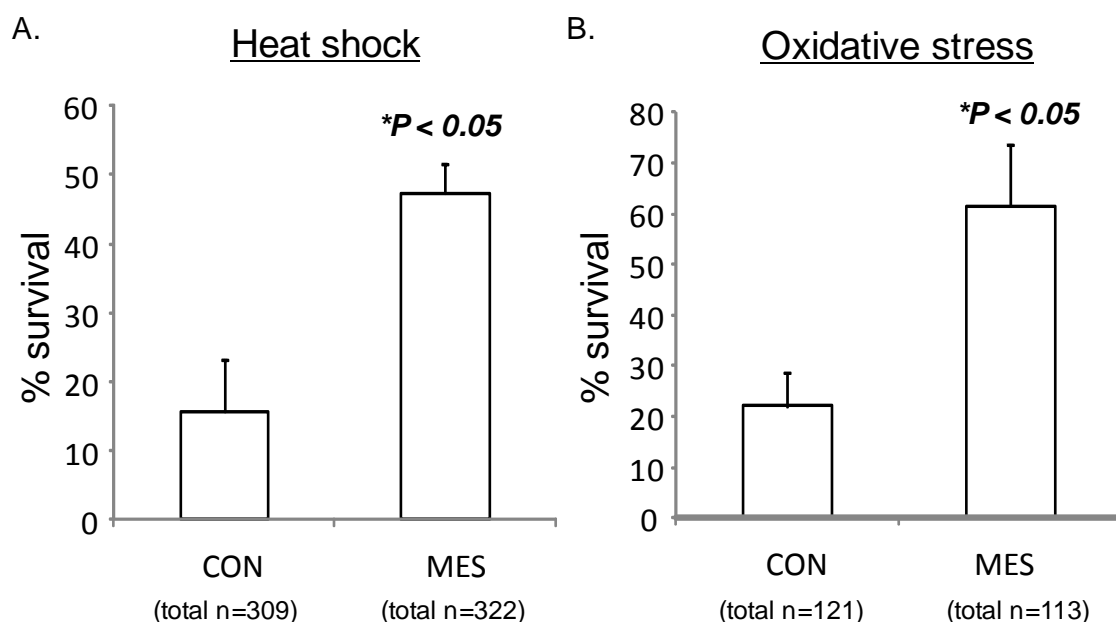 A.
Heat shock
% survival
60
50
40
30
20
10
0
*P < 0.05
CON
MES
(total n=309)
(total n=322)
B.
Oxidative stress
% survival
80
70
60
50
40
30
20
10
0
*P < 0.05
CON
MES
(total n=121)
(total n=113)